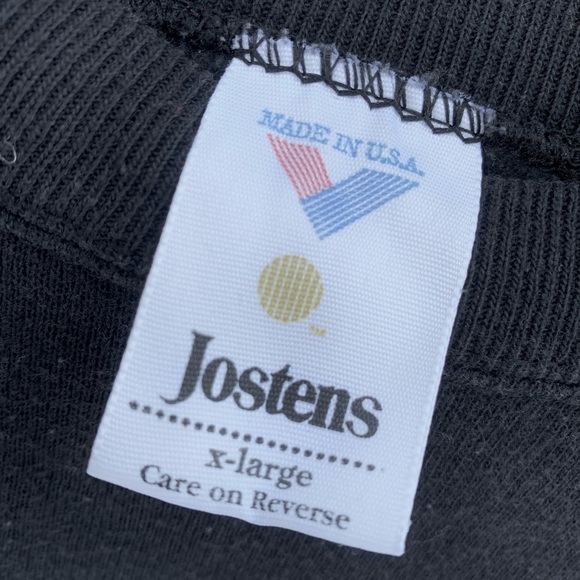 MADE IN U.S.A.
™
Jostens
x-large
Care on Reverse